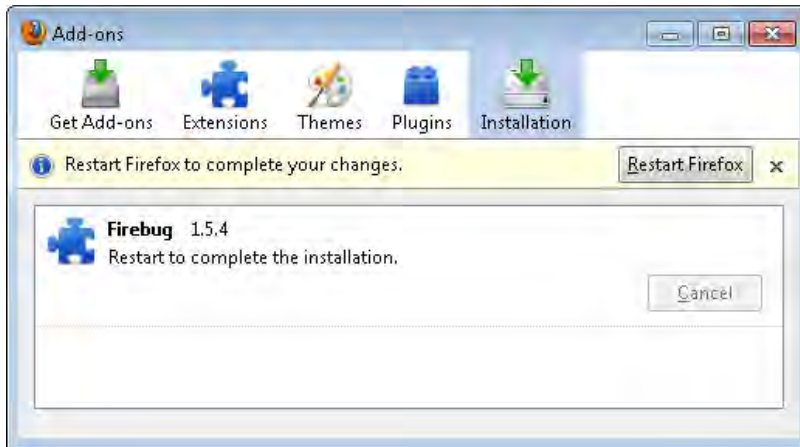 Add-ons
Get Add-ons Extensions Themes Plugins Installation
Restart Firefox to complete your changes. Restart Firefox
Firebug 1.5.4
Restart to complete the installation.
Cancel